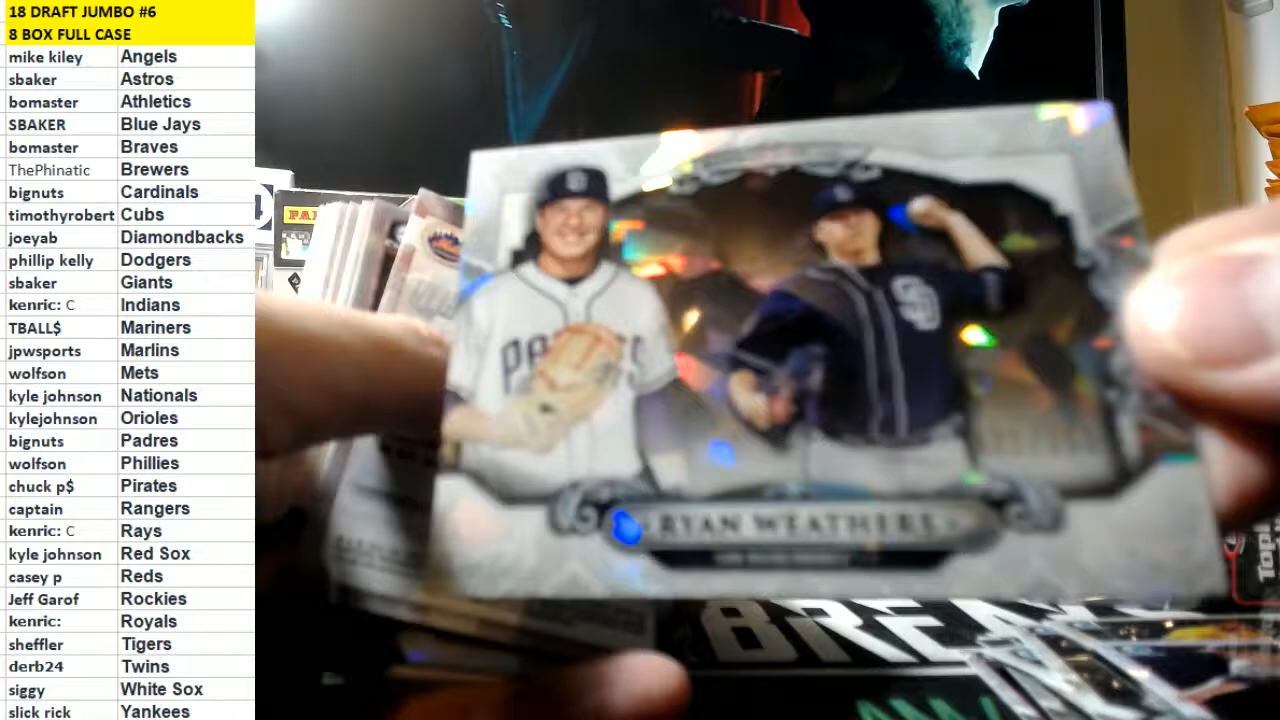 18 DRAFT JUMBO #6
8 BOX FULL CASE
mike kiley Angels
sbaker Astros
bomaster Athletics
SBAKER Blue Jays
bomaster Braves
ThePhinatic Brewers
bignuts Cardinals
timothyrobert Cubs
joeyab Diamondbacks
phillip kelly Dodgers
sbaker Giants
kenric: C Indians
TBALL$ Mariners
jpwsports Marlins
wolfson Mets
kyle johnson Nationals
kylejohnson Orioles
bignuts Padres
wolfson Phillies
chuck p$ Pirates
captain Rangers
kenric: C Rays
kyle johnson Red Sox
casey p Reds
Jeff Garof Rockies
kenric: Royals
sheffler Tigers
derb24 Twins
siggy White Sox
slick rick Yankees
SD
RYAN WEATHERS